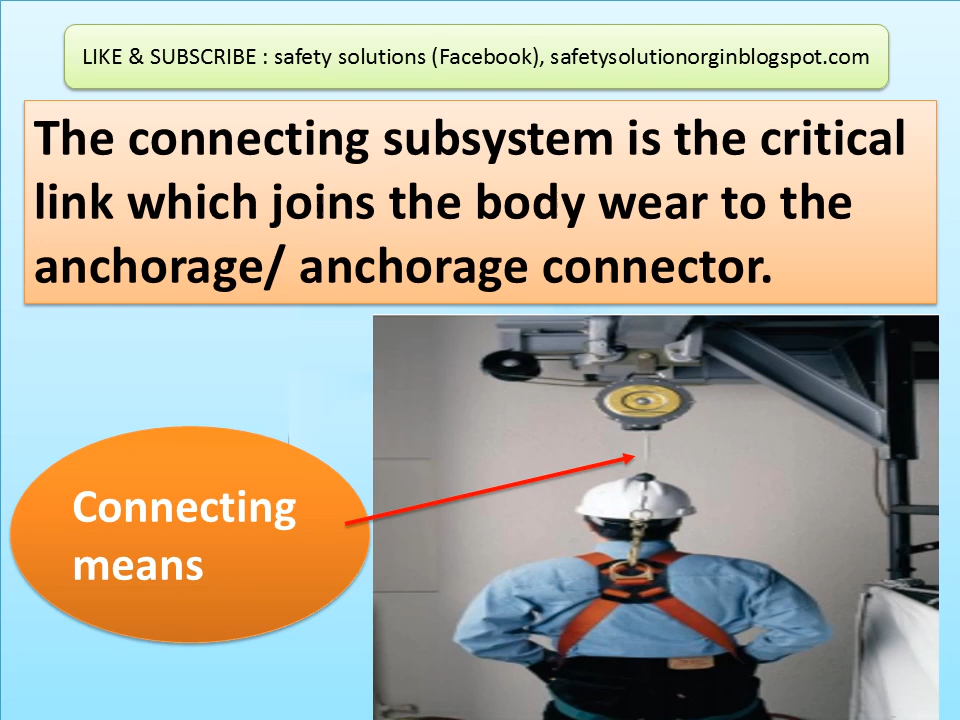 LIKE & SUBSCRIBE : safety solutions (Facebook), safetysolutionorginblogspot.com
The connecting subsystem is the critical
link which joins the body wear to the
anchorage/ anchorage connector.
Connecting
means